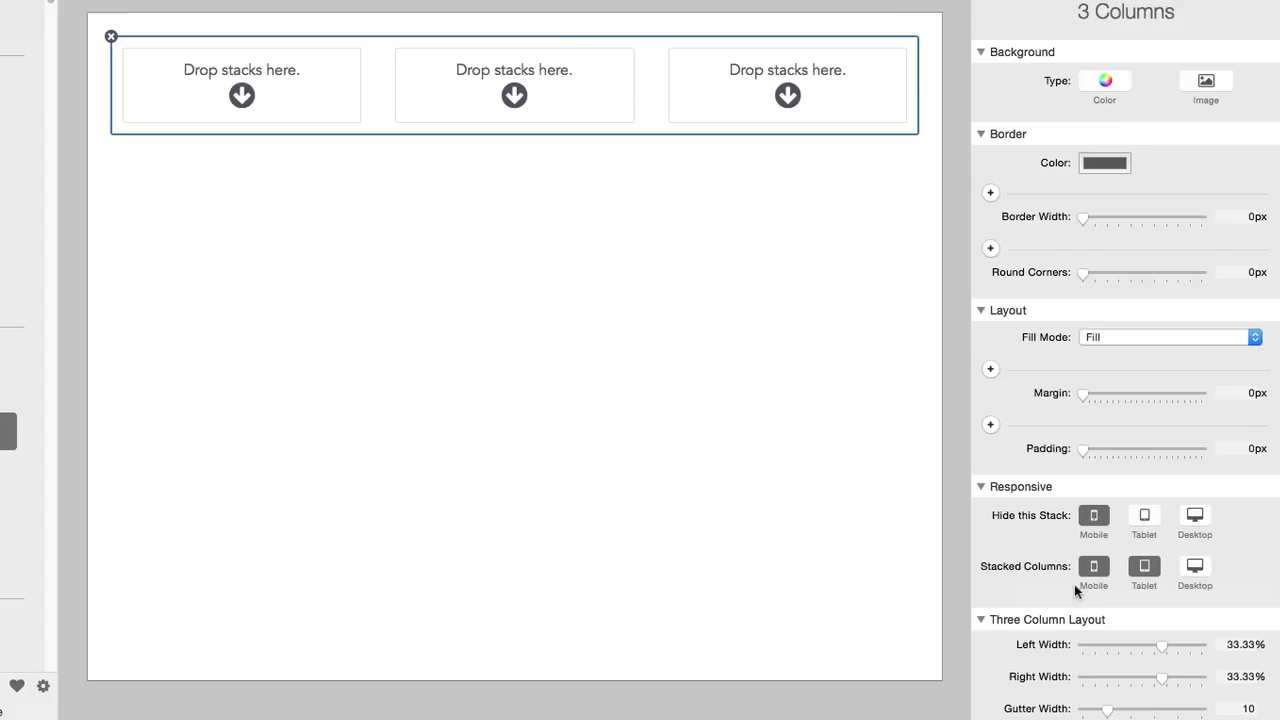 3 Columns
Drop stacks here. Drop stacks here. Drop stacks here.
Background
Type:
Color Image
Border
Color:
Border Width: 0px
Round Corners: 0px
Layout
Fill Mode: Fill
Margin: 0px
Padding: 0px
Responsive
Hide this Stack:
Mobile Tablet Desktop
Stacked Columns:
Mobile Tablet Desktop
Three Column Layout
Left Width: 33.33%
Right Width: 33.33%
Gutter Width: 10
e